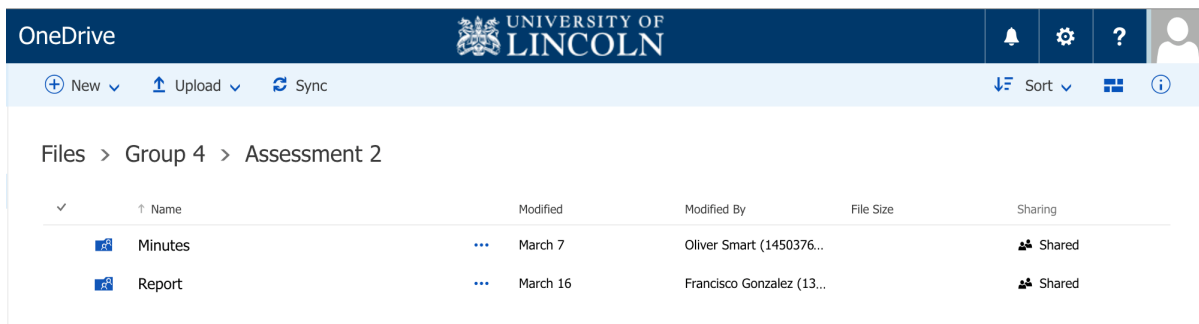 OneDrive
UNIVERSITY OF
LINCOLN
?
New
Upload
Sync
Sort
Files > Group 4 > Assessment 2
Name Modified Modified By File Size Sharing
Minutes ... March 7 Oliver Smart (1450376... Shared
Report ... March 16 Francisco Gonzalez (13... Shared